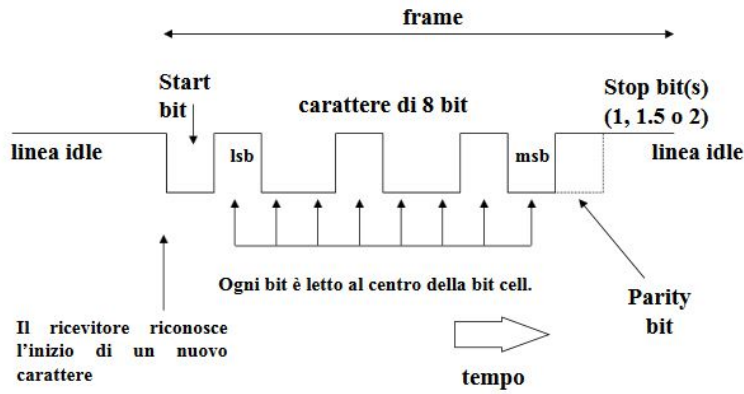 frame
Start
bit
carattere di 8 bit
Stop bit(s)
(1, 1.5 o 2)
linea idle
lsb
msb
linea idle
Ogni bit è letto al centro della bit cell.
Il ricevitore riconosce
l'inizio di un nuovo
carattere
Parity
bit
tempo